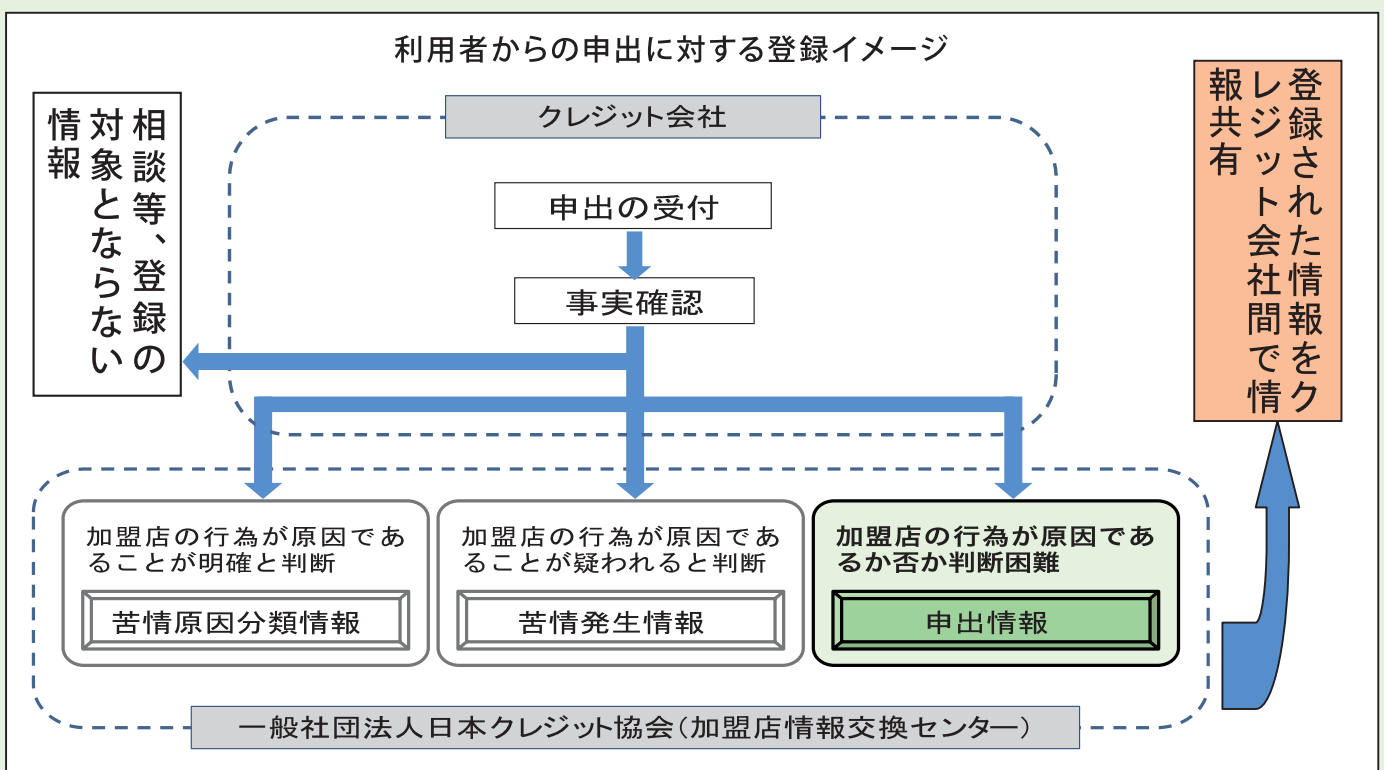 利用者からの申出に対する登録イメージ
相談等、登録の
対象とならない
情報
クレジット会社
申出の受付
事実確認
登録された情報をク
レジット会社間で情
報共有
加盟店の行為が原因であ
ることが明確と判断
苦情原因分類情報
加盟店の行為が原因であ
ることが疑われると判断
苦情発生情報
加盟店の行為が原因であ
るか否か判断困難
申出情報
一般社団法人日本クレジット協会(加盟店情報交換センター)